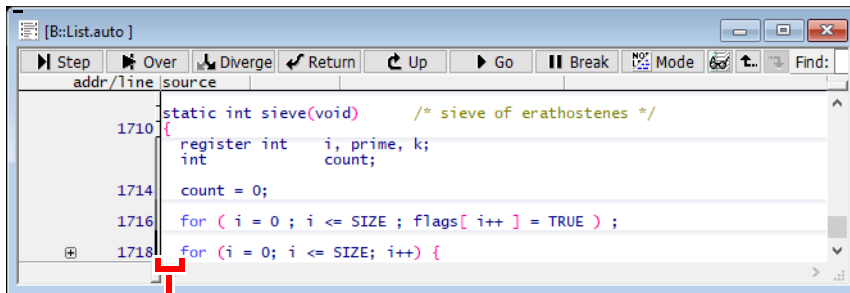 [B::List.auto ]
Step Over Diverge Return Up Go Break Mode t.. Find:
addr/line source
static int sieve(void) /* sieve of erathostenes */
1710 {
register int i, prime, k;
int count;
1714 count = 0;
1716 for ( i = 0 ; i <= SIZE ; flags[ i++ ] = TRUE ) ;
1718 for (i = 0; i <= SIZE; i++) {